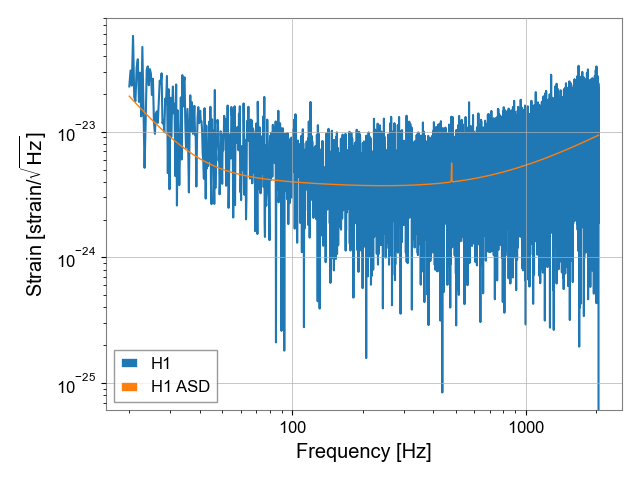 Strain [strain/√Hz]
10⁻²³
10⁻²⁴
10⁻²⁵
H1
H1 ASD
100
1000
Frequency [Hz]